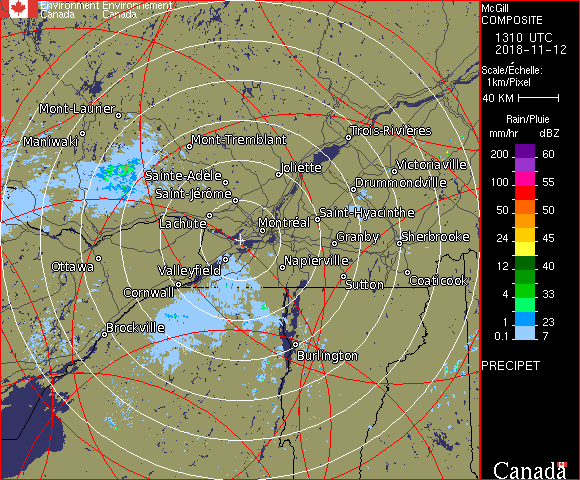 Environment Environnement
Canada Canada
McGill
COMPOSITE
1310 UTC
2018-11-12
Scale/Échelle:
1km/Pixel
40 KM
Rain/Pluie
mm/hr dBZ
200 60
150 65
100 55
50 50
24 45
12 40
4 33
1 23
0.1 7
PRECIPET
Canada
Mont-Laurier
Maniwaki
Mont-Tremblant
Trois-Rivières
Sainte-Adèle
Joliette
Victoriaville
Saint-Jérôme
Drummondville
Lachute
Montréal
Saint-Hyacinthe
Granby
Sherbrooke
Ottawa
Valleyfield
Napierville
Cornwall
Sutton
Coaticook
Brockville
Burlington